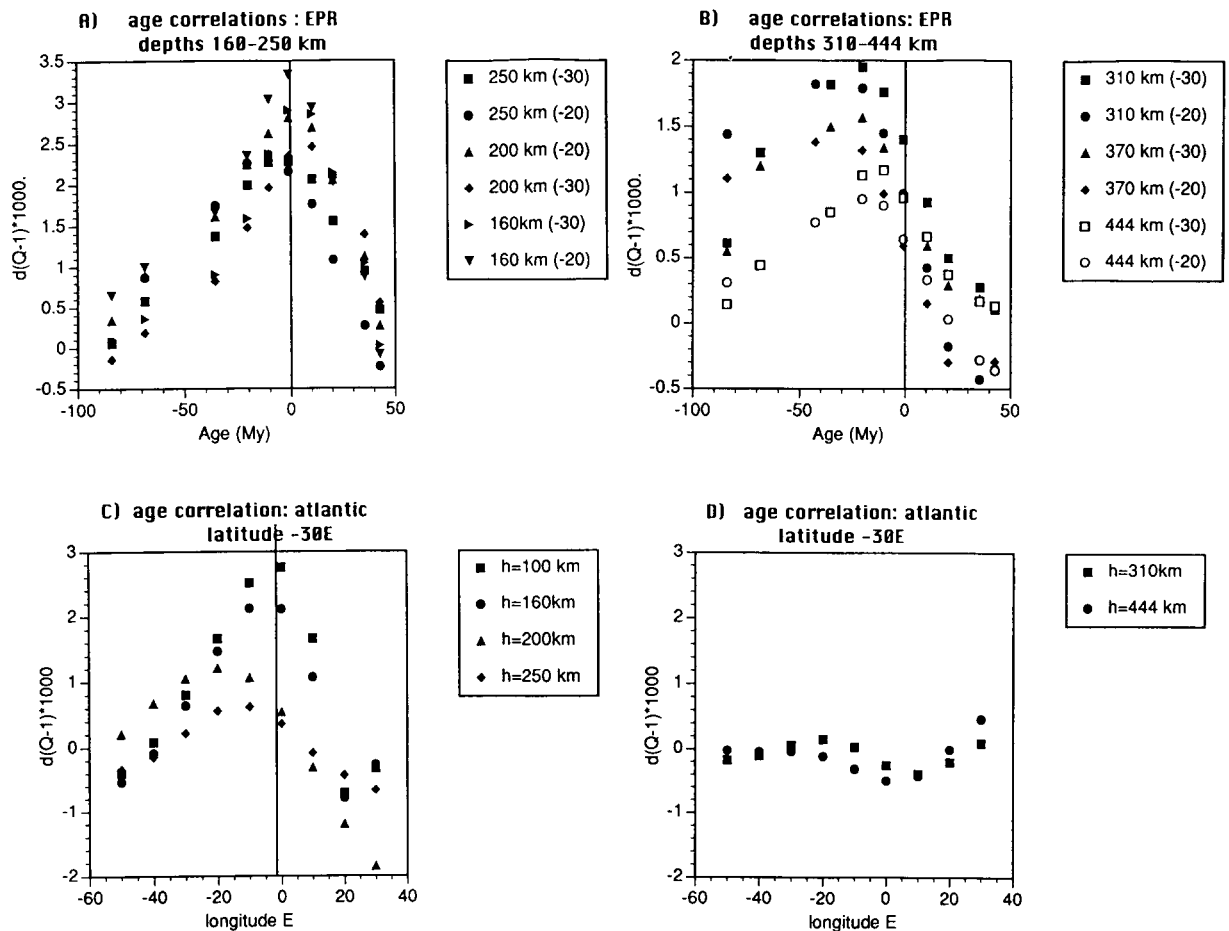 A) age correlations : EPR
depths 160-250 km
3.5
3
2.5
2
1.5
1
0.5
0
-0.5
d(Q-1)*1000.
-100
-50
0
50
Age (My)
250 km (-30)
250 km (-20)
200 km (-20)
200 km (-30)
160km (-30)
160 km (-20)
B) age correlations: EPR
depths 310-444 km
2
1.5
1
0.5
0
-0.5
d(Q-1)*1000.
-100
-50
0
50
Age (My)
310 km (-30)
310 km (-20)
370 km (-30)
370 km (-20)
444 km (-30)
444 km (-20)
C) age correlation: atlantic
latitude -30E
3
2
1
0
-1
-2
d(Q-1)*1000
-60
-40
-20
0
20
40
longitude E
h=100 km
h=160km
h=200km
h=250 km
D) age correlation: atlantic
latitude -30E
3
2
1
0
-1
-2
d(Q-1)*1000
-60
-40
-20
0
20
40
longitude E
h=310km
h=444 km